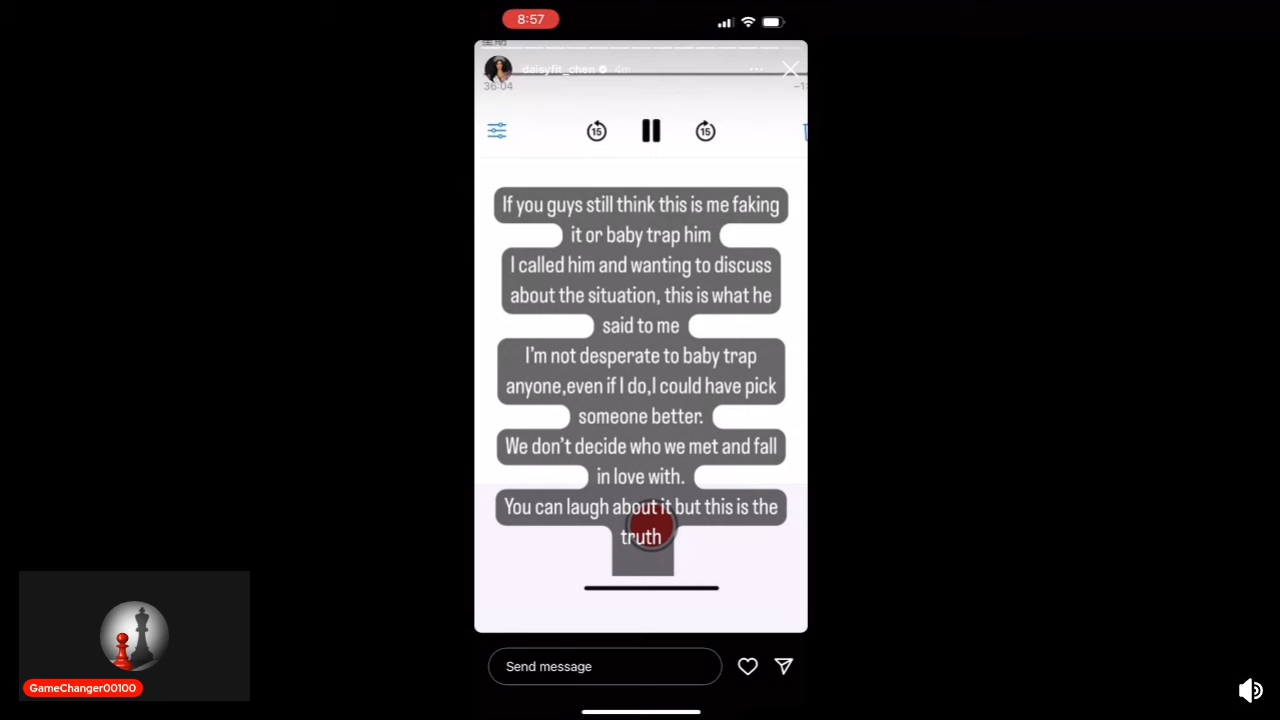 8:57
daisyfit_chen 4m
36:04
15 15
If you guys still think this is me faking
it or baby trap him
I called him and wanting to discuss
about the situation, this is what he
said to me
I'm not desperate to baby trap
anyone,even if I do,I could have pick
someone better.
We don't decide who we met and fall
in love with.
You can laugh about it but this is the
truth
Send message
GameChanger00100